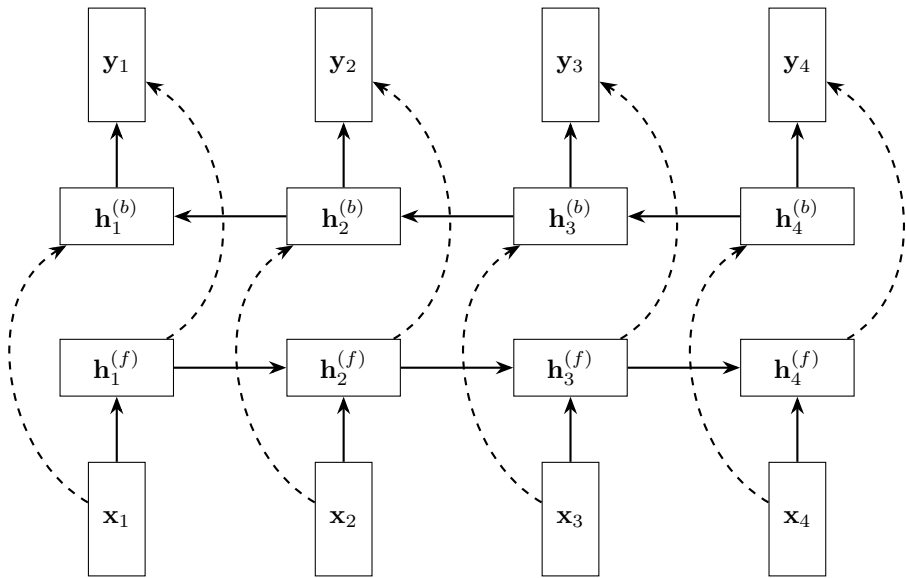 y₁ y₂ y₃ y₄
h₁⁽ᵇ⁾ h₂⁽ᵇ⁾ h₃⁽ᵇ⁾ h₄⁽ᵇ⁾
h₁⁽ᶠ⁾ h₂⁽ᶠ⁾ h₃⁽ᶠ⁾ h₄⁽ᶠ⁾
x₁ x₂ x₃ x₄